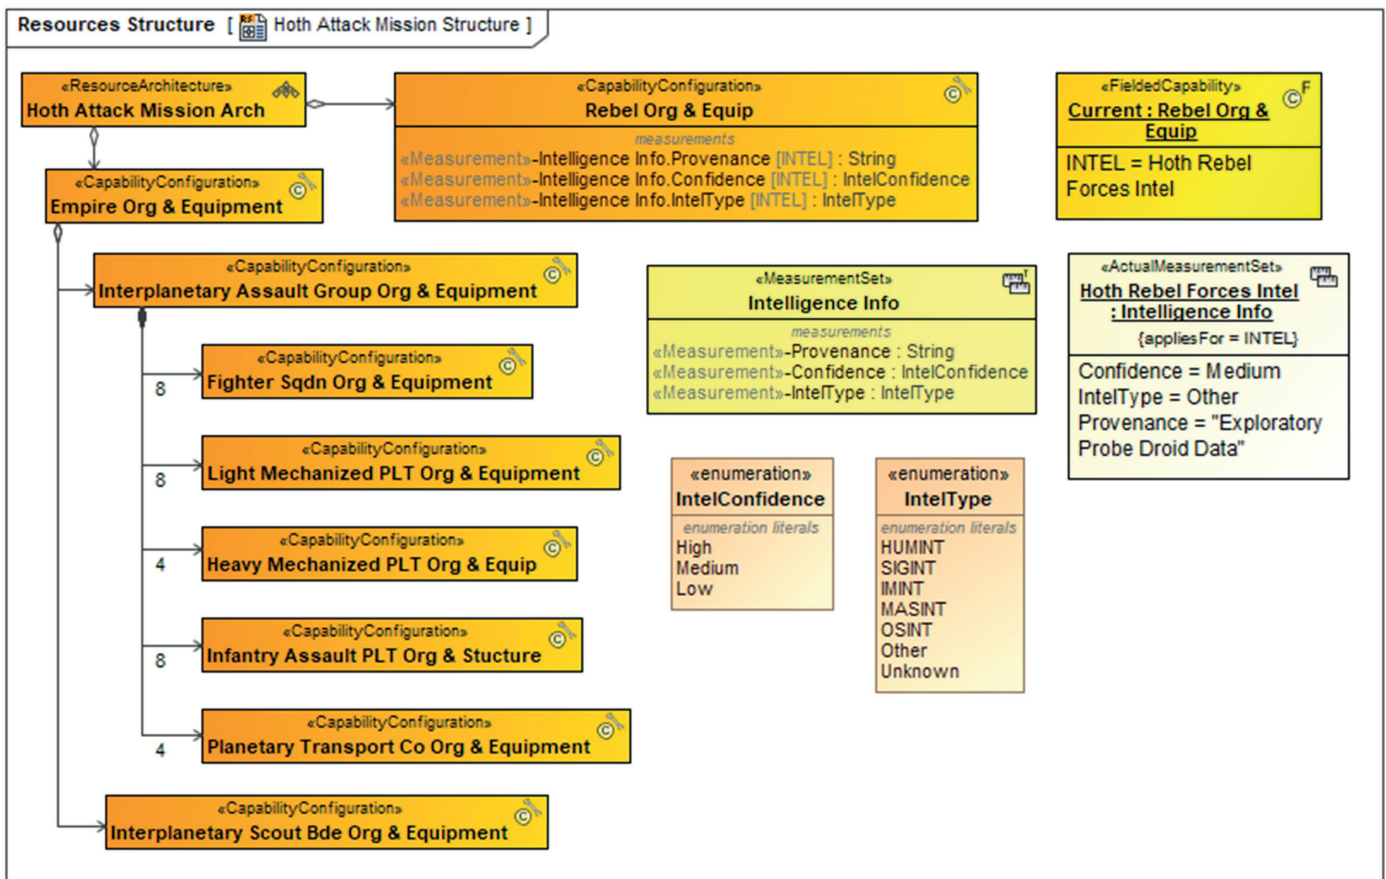 Resources Structure [ Hoth Attack Mission Structure ]
«ResourceArchitecture»
Hoth Attack Mission Arch
«CapabilityConfiguration»
Rebel Org & Equip
measurements
«Measurement»-Intelligence Info.Provenance [INTEL] : String
«Measurement»-Intelligence Info.Confidence [INTEL] : IntelConfidence
«Measurement»-Intelligence Info.IntelType [INTEL] : IntelType
«FieldedCapability»
Current : Rebel Org &
Equip
INTEL = Hoth Rebel
Forces Intel
«CapabilityConfiguration»
Empire Org & Equipment
«CapabilityConfiguration»
Interplanetary Assault Group Org & Equipment
«MeasurementSet»
Intelligence Info
measurements
«Measurement»-Provenance : String
«Measurement»-Confidence : IntelConfidence
«Measurement»-IntelType : IntelType
«ActualMeasurementSet»
Hoth Rebel Forces Intel
: Intelligence Info
{appliesFor = INTEL}
Confidence = Medium
IntelType = Other
Provenance = "Exploratory
Probe Droid Data"
«CapabilityConfiguration»
Fighter Sqdn Org & Equipment
8
«CapabilityConfiguration»
Light Mechanized PLT Org & Equipment
8
«CapabilityConfiguration»
Heavy Mechanized PLT Org & Equip
4
«CapabilityConfiguration»
Infantry Assault PLT Org & Stucture
8
«CapabilityConfiguration»
Planetary Transport Co Org & Equipment
4
«CapabilityConfiguration»
Interplanetary Scout Bde Org & Equipment
«enumeration»
IntelConfidence
enumeration literals
High
Medium
Low
«enumeration»
IntelType
enumeration literals
HUMINT
SIGINT
IMINT
MASINT
OSINT
Other
Unknown